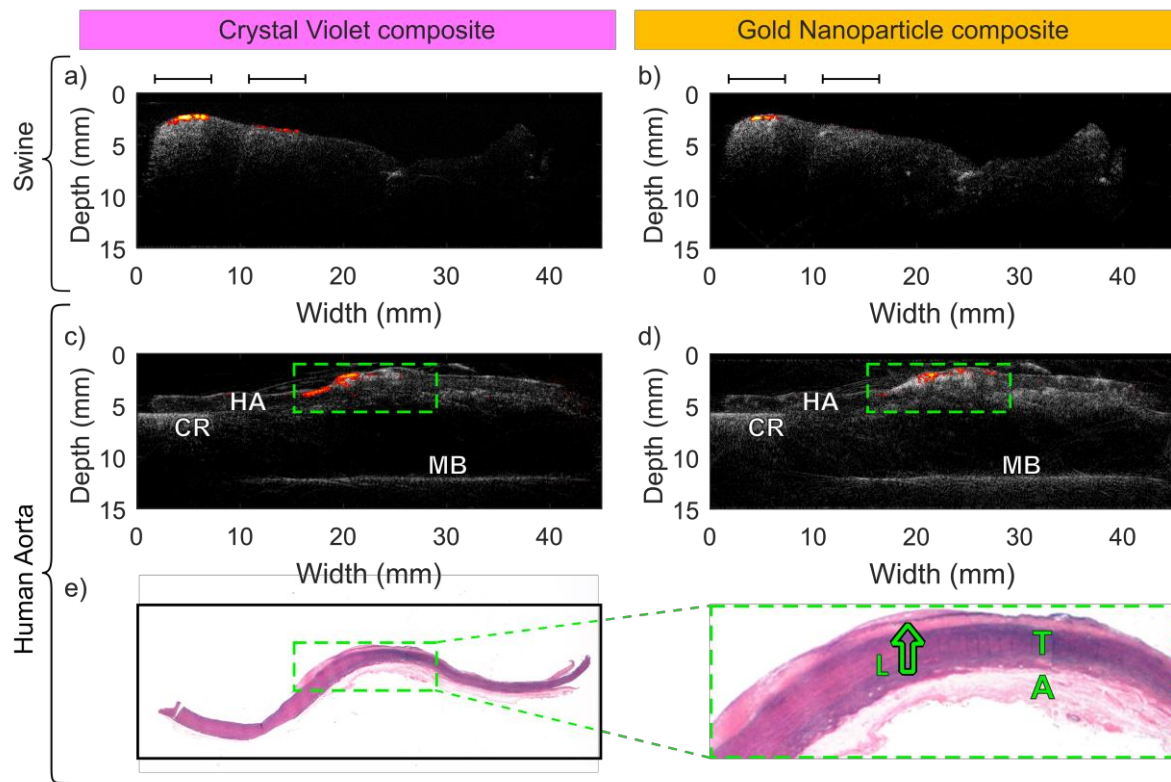 Crystal Violet composite
Gold Nanoparticle composite
Swine
a)
0
5
10
15
Depth (mm)
0 10 20 30 40
Width (mm)
b)
0
5
10
15
Depth (mm)
0 10 20 30 40
Width (mm)
Human Aorta
c)
0
5
10
15
Depth (mm)
HA
CR
MB
0 10 20 30 40
Width (mm)
d)
0
5
10
15
Depth (mm)
HA
CR
MB
0 10 20 30 40
Width (mm)
e)
L
T
A